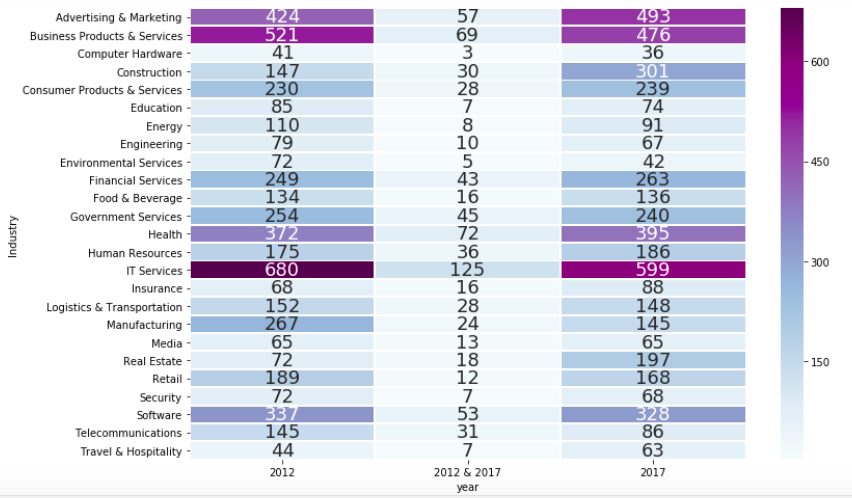 Advertising & Marketing 424 57 493
Business Products & Services 521 69 476
Computer Hardware 41 3 36
Construction 147 30 301
Consumer Products & Services 230 28 239
Education 85 7 74
Energy 110 8 91
Engineering 79 10 67
Environmental Services 72 5 42
Financial Services 249 43 263
Food & Beverage 134 16 136
Government Services 254 45 240
Health 372 72 395
Human Resources 175 36 186
IT Services 680 125 599
Insurance 68 16 88
Logistics & Transportation 152 28 148
Manufacturing 267 24 145
Media 65 13 65
Real Estate 72 18 197
Retail 189 12 168
Security 72 7 68
Software 337 53 328
Telecommunications 145 31 86
Travel & Hospitality 44 7 63
2012 2012 & 2017 2017
year
Industry
600
450
300
150